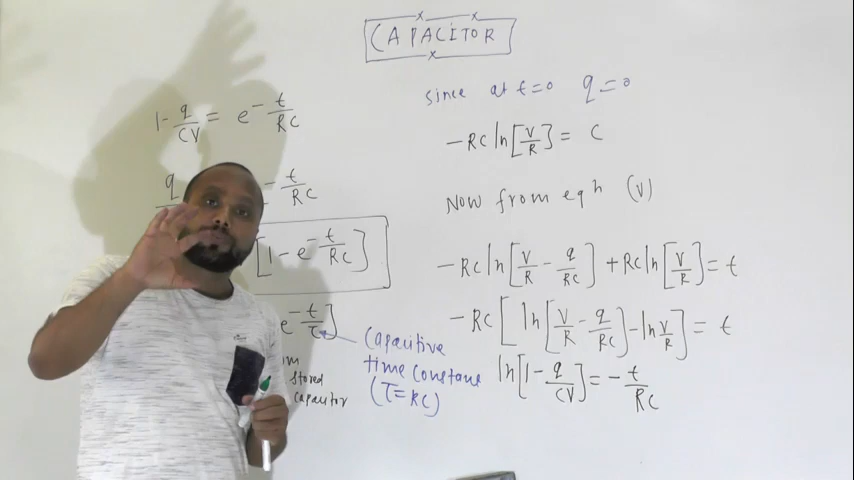 CAPACITOR
1 - q/CV = e^-t/RC
q - t/RC
[1 - e^-t/RC]
e^-t/τ]
stored
capacitor
Capacitive
time constant
(τ=RC)
since at t=0 q=0
-RC ln[V/R] = C
Now from eqⁿ (V)
-RC ln[V/R - q/RC] + RC ln[V/R] = t
-RC[ln[V/R - q/RC] - ln V/R] = t
ln[1 - q/CV] = -t/RC